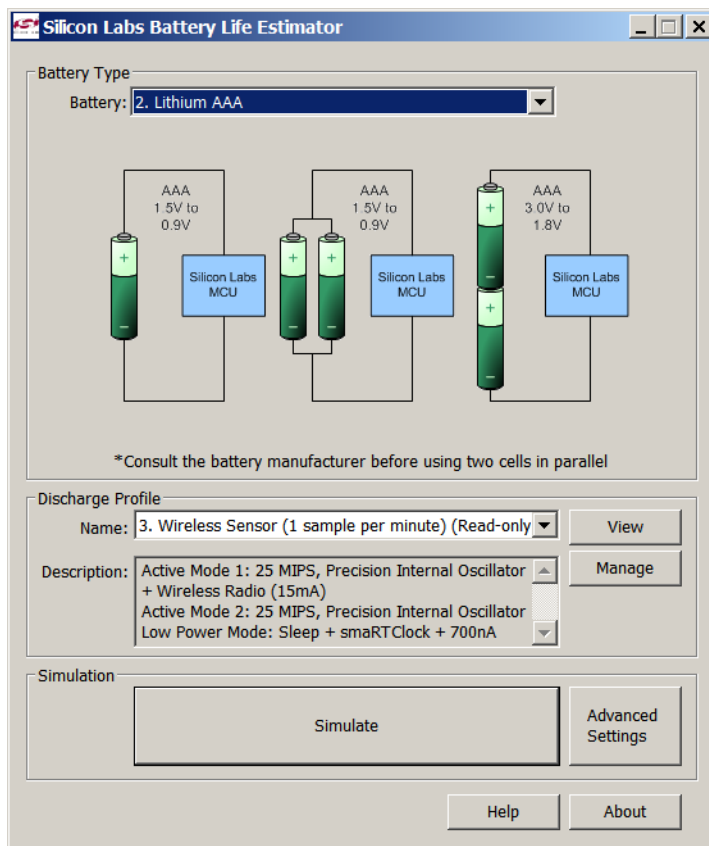 Silicon Labs Battery Life Estimator
Battery Type
Battery: 2. Lithium AAA
AAA
1.5V to
0.9V
Silicon Labs
MCU
AAA
1.5V to
0.9V
Silicon Labs
MCU
AAA
3.0V to
1.8V
Silicon Labs
MCU
*Consult the battery manufacturer before using two cells in parallel
Discharge Profile
Name: 3. Wireless Sensor (1 sample per minute) (Read-only
View
Description: Active Mode 1: 25 MIPS, Precision Internal Oscillator
+ Wireless Radio (15mA)
Active Mode 2: 25 MIPS, Precision Internal Oscillator
Low Power Mode: Sleep + smaRTClock + 700nA
Manage
Simulation
Simulate
Advanced
Settings
Help
About